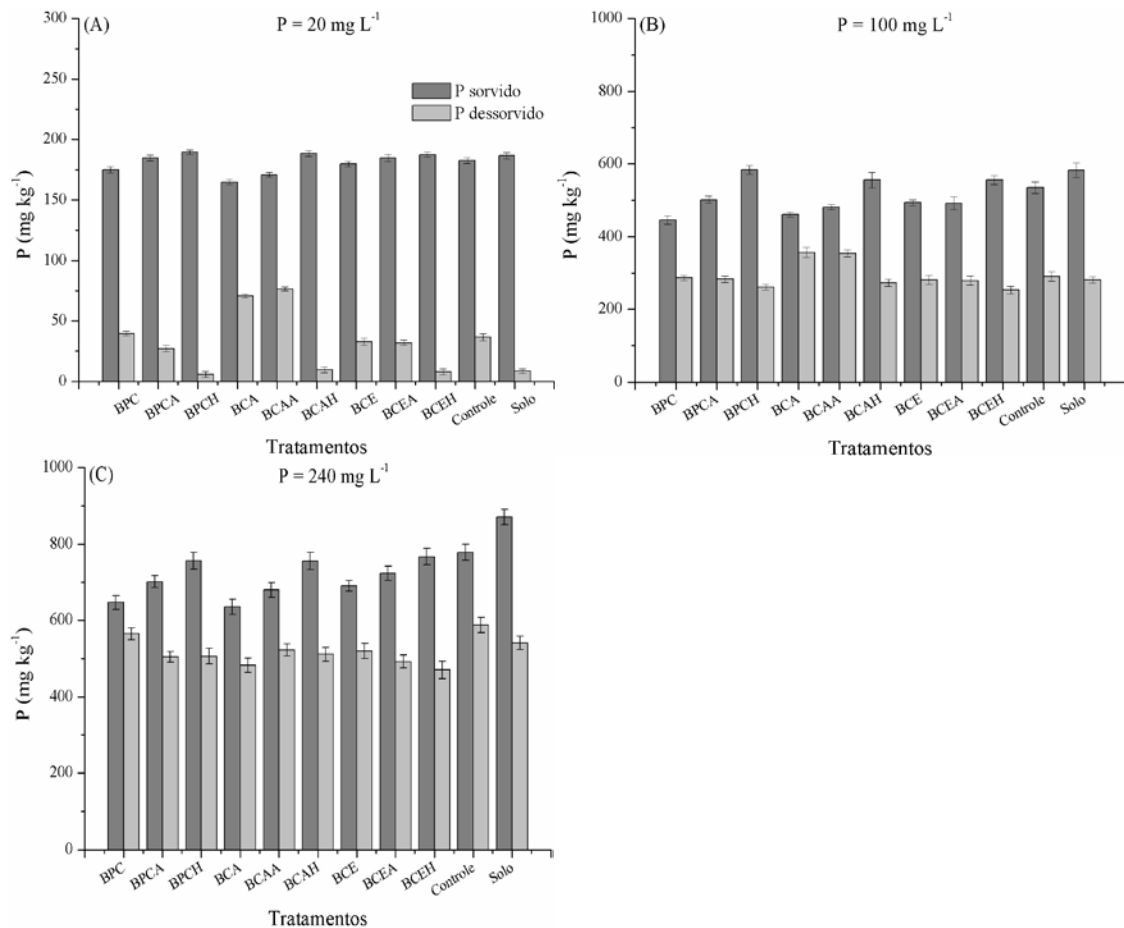 (A) P = 20 mg L-1
300
250
200
150
100
50
0
P (mg kg-1)
P sorvido
P dessorvido
BPC BPCA BPCH BCA BCAA BCAH BCE BCEA BCEH Controle Solo
Tratamentos
(B) P = 100 mg L-1
1000
800
600
400
200
0
P (mg kg-1)
BPC BPCA BPCH BCA BCAA BCAH BCE BCEA BCEH Controle Solo
Tratamentos
(C) P = 240 mg L-1
1000
800
600
400
200
0
P (mg kg-1)
BPC BPCA BPCH BCA BCAA BCAH BCE BCEA BCEH Controle Solo
Tratamentos